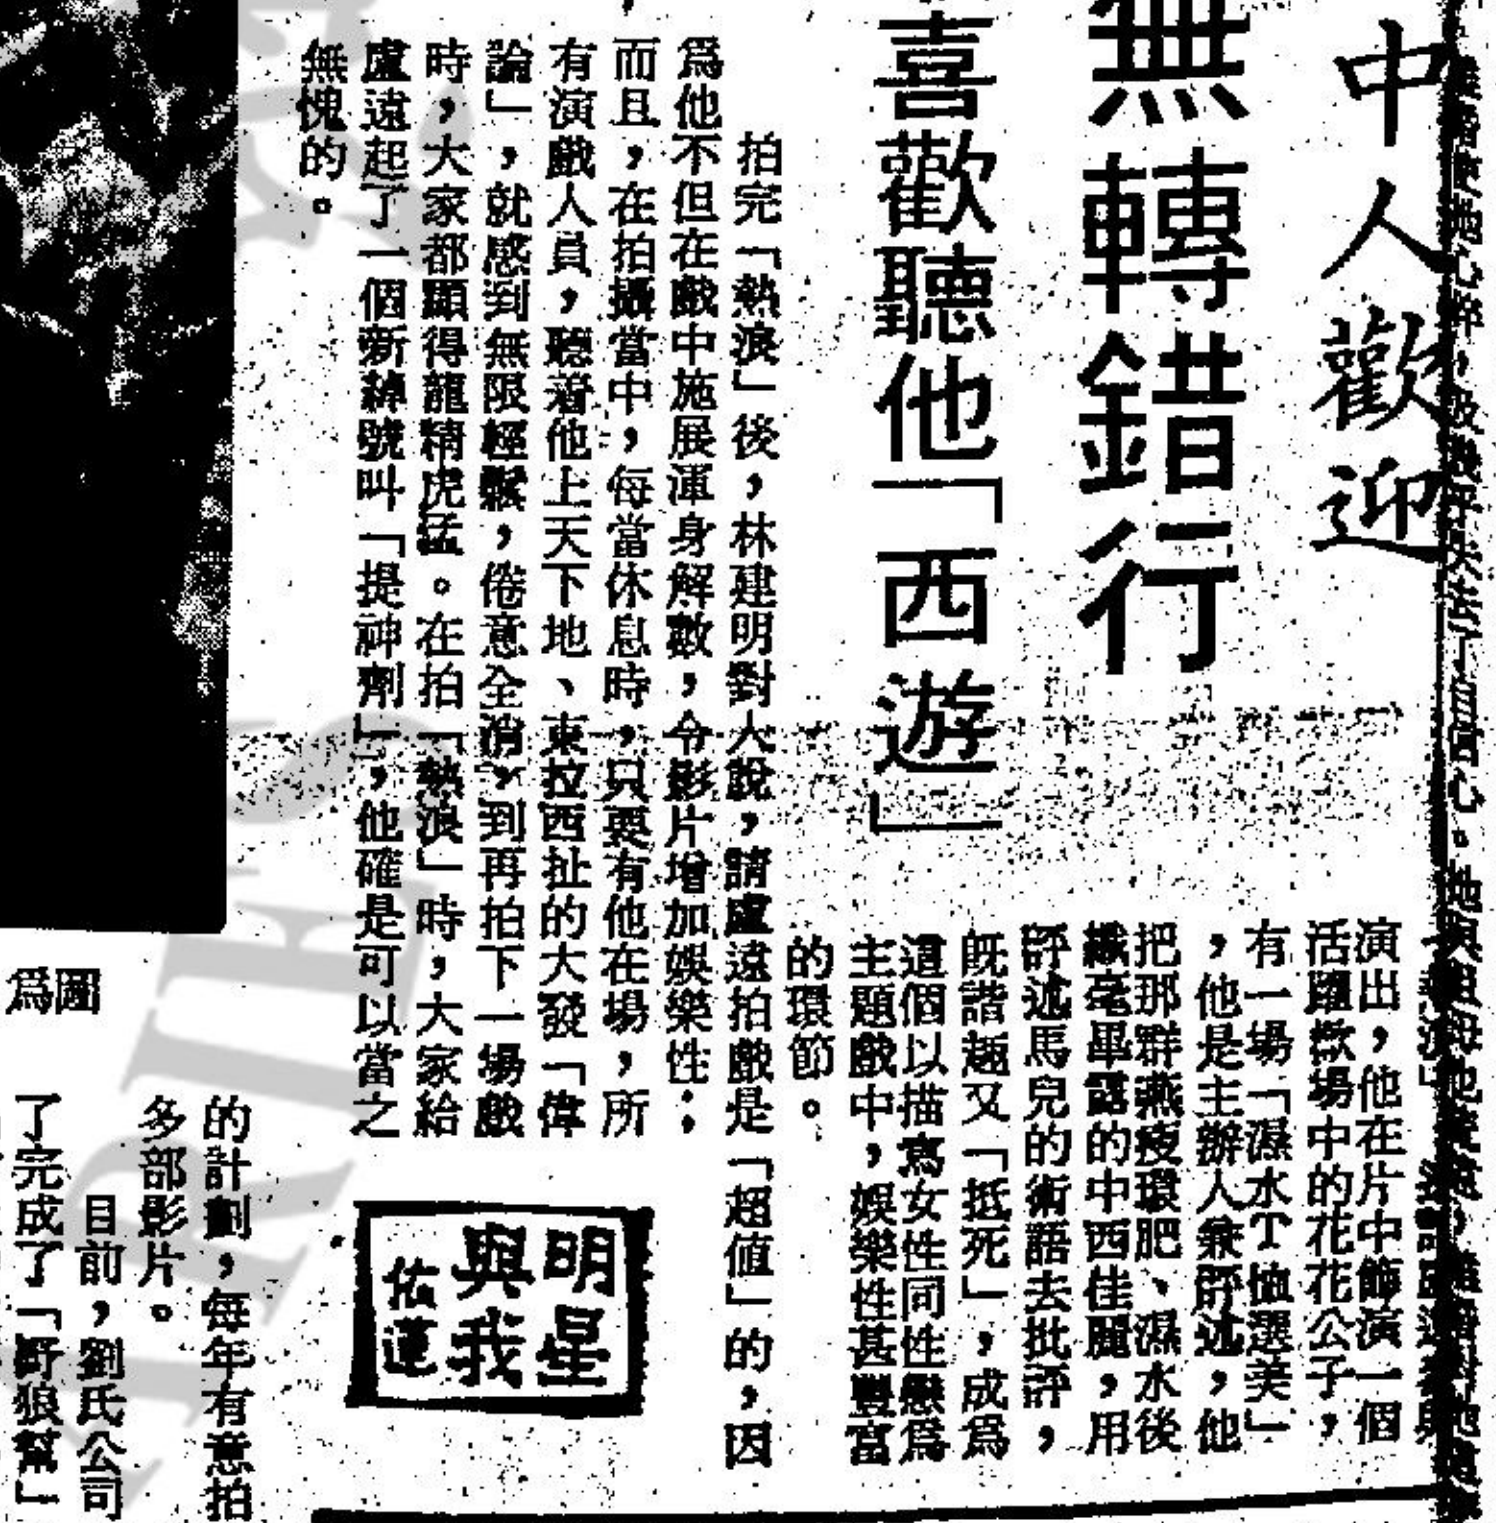 中人歡迎
無轉錯行
喜歡聽他「西遊」
演出，他在片中飾演一個
活躍歡場中的花花公子，
有一場「濕水T恤選美」
，他是主辦人兼評述，他
把那群燕瘦環肥、濕水後
纖毫畢露的中西佳麗，用
評述馬兒的術語去批評，
既諧趣又「抵死」，成爲
這個以描寫女性同性戀爲
主題戲中，娛樂性甚豐富
的環節。
拍完「熱浪」後，林建明對人說，請盧遠拍戲是「超值」的，因
爲他不但在戲中施展渾身解數，令影片增加娛樂性；
而且，在拍攝當中，每當休息時，只要有他在場，所
有演戲人員，聽着他上天下地、東拉西扯的大發「偉
論」，就感到無限輕鬆，倦意全消，到再拍下一場戲
時，大家都顯得龍精虎猛。在拍「熱浪」時，大家給
盧遠起了一個新綽號叫「提神劑」，他確是可以當之
無愧的。
明星
與我
依蓮
圖
爲
的計劃，每年有意拍
多部影片。
目前，劉氏公司
了完成了「野狼幫」